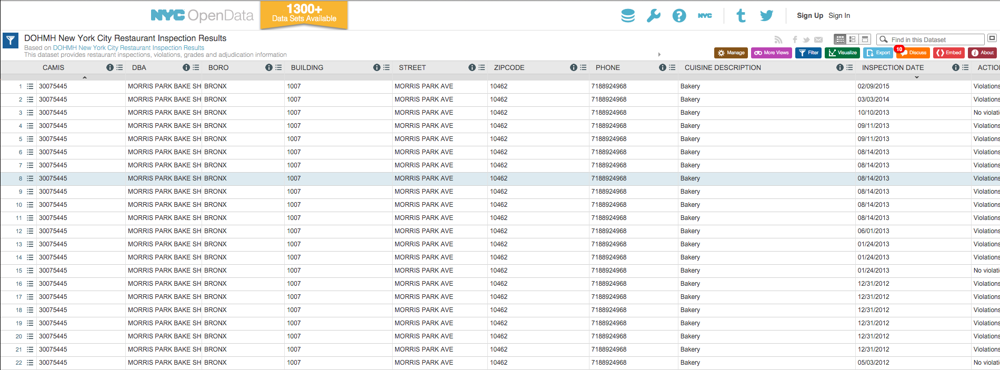 NYC OpenData
1300+
Data Sets Available
NYC
Sign Up Sign In
DOHMH New York City Restaurant Inspection Results
Based on DOHMH New York City Restaurant Inspection Results
This dataset provides restaurant inspections, violations, grades and adjudication information
Find in this Dataset
Manage More Views Filter Visualize Export 10 Discuss Embed About
CAMIS DBA BORO BUILDING STREET ZIPCODE PHONE CUISINE DESCRIPTION INSPECTION DATE ACTIO
1 30075445 MORRIS PARK BAKE SH BRONX 1007 MORRIS PARK AVE 10462 7188924968 Bakery 02/09/2015 Violations
2 30075445 MORRIS PARK BAKE SH BRONX 1007 MORRIS PARK AVE 10462 7188924968 Bakery 03/03/2014 Violations
3 30075445 MORRIS PARK BAKE SH BRONX 1007 MORRIS PARK AVE 10462 7188924968 Bakery 10/10/2013 No violati
4 30075445 MORRIS PARK BAKE SH BRONX 1007 MORRIS PARK AVE 10462 7188924968 Bakery 09/11/2013 Violations
5 30075445 MORRIS PARK BAKE SH BRONX 1007 MORRIS PARK AVE 10462 7188924968 Bakery 09/11/2013 Violations
6 30075445 MORRIS PARK BAKE SH BRONX 1007 MORRIS PARK AVE 10462 7188924968 Bakery 08/14/2013 Violations
7 30075445 MORRIS PARK BAKE SH BRONX 1007 MORRIS PARK AVE 10462 7188924968 Bakery 08/14/2013 Violations
8 30075445 MORRIS PARK BAKE SH BRONX 1007 MORRIS PARK AVE 10462 7188924968 Bakery 08/14/2013 Violations
9 30075445 MORRIS PARK BAKE SH BRONX 1007 MORRIS PARK AVE 10462 7188924968 Bakery 08/14/2013 Violations
10 30075445 MORRIS PARK BAKE SH BRONX 1007 MORRIS PARK AVE 10462 7188924968 Bakery 08/14/2013 Violations
11 30075445 MORRIS PARK BAKE SH BRONX 1007 MORRIS PARK AVE 10462 7188924968 Bakery 08/14/2013 Violations
12 30075445 MORRIS PARK BAKE SH BRONX 1007 MORRIS PARK AVE 10462 7188924968 Bakery 06/01/2013 Violations
13 30075445 MORRIS PARK BAKE SH BRONX 1007 MORRIS PARK AVE 10462 7188924968 Bakery 01/24/2013 Violations
14 30075445 MORRIS PARK BAKE SH BRONX 1007 MORRIS PARK AVE 10462 7188924968 Bakery 01/24/2013 Violations
15 30075445 MORRIS PARK BAKE SH BRONX 1007 MORRIS PARK AVE 10462 7188924968 Bakery 01/24/2013 No violati
16 30075445 MORRIS PARK BAKE SH BRONX 1007 MORRIS PARK AVE 10462 7188924968 Bakery 12/31/2012 Violations
17 30075445 MORRIS PARK BAKE SH BRONX 1007 MORRIS PARK AVE 10462 7188924968 Bakery 12/31/2012 Violations
18 30075445 MORRIS PARK BAKE SH BRONX 1007 MORRIS PARK AVE 10462 7188924968 Bakery 12/31/2012 Violations
19 30075445 MORRIS PARK BAKE SH BRONX 1007 MORRIS PARK AVE 10462 7188924968 Bakery 12/31/2012 Violations
20 30075445 MORRIS PARK BAKE SH BRONX 1007 MORRIS PARK AVE 10462 7188924968 Bakery 12/31/2012 Violations
21 30075445 MORRIS PARK BAKE SH BRONX 1007 MORRIS PARK AVE 10462 7188924968 Bakery 12/31/2012 Violations
22 30075445 MORRIS PARK BAKE SH BRONX 1007 MORRIS PARK AVE 10462 7188924968 Bakery 05/03/2012 No violati